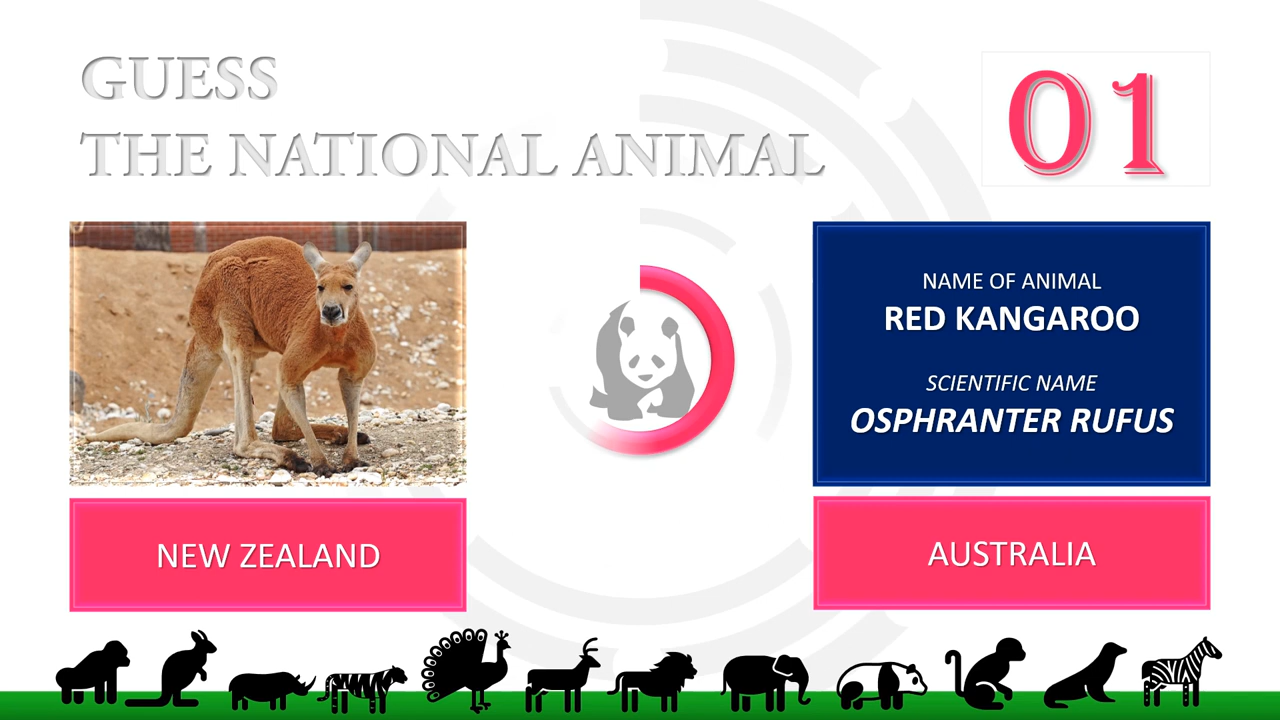 GUESS
THE NATIONAL ANIMAL
01
NAME OF ANIMAL
RED KANGAROO
SCIENTIFIC NAME
OSPHRANTER RUFUS
NEW ZEALAND
AUSTRALIA